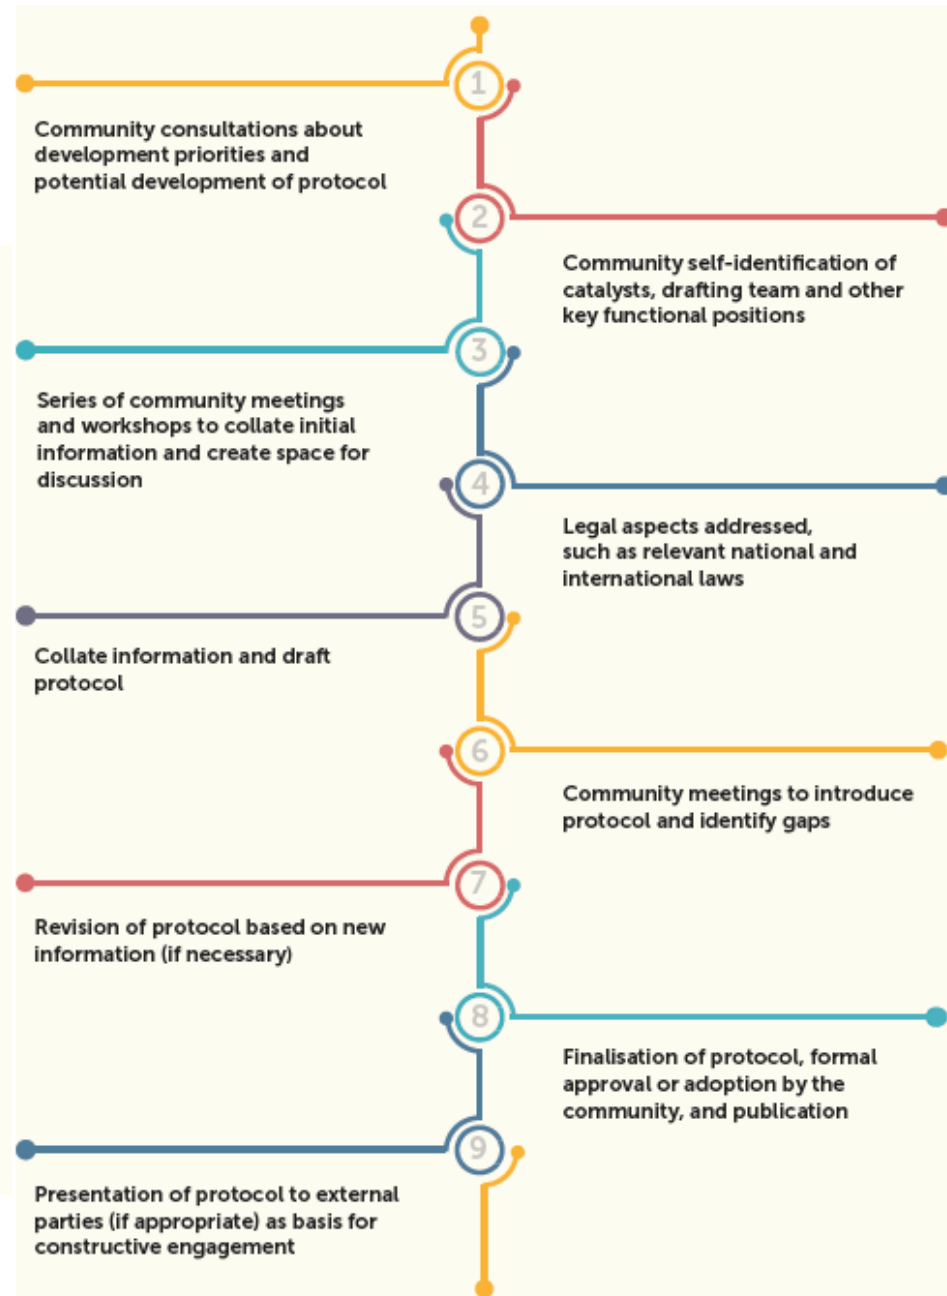 1
Community consultations about
development priorities and
potential development of protocol
2
Community self-identification of
catalysts, drafting team and other
key functional positions
3
Series of community meetings
and workshops to collate initial
information and create space for
discussion
4
Legal aspects addressed,
such as relevant national and
international laws
5
Collate information and draft
protocol
6
Community meetings to introduce
protocol and identify gaps
7
Revision of protocol based on new
information (if necessary)
8
Finalisation of protocol, formal
approval or adoption by the
community, and publication
9
Presentation of protocol to external
parties (if appropriate) as basis for
constructive engagement